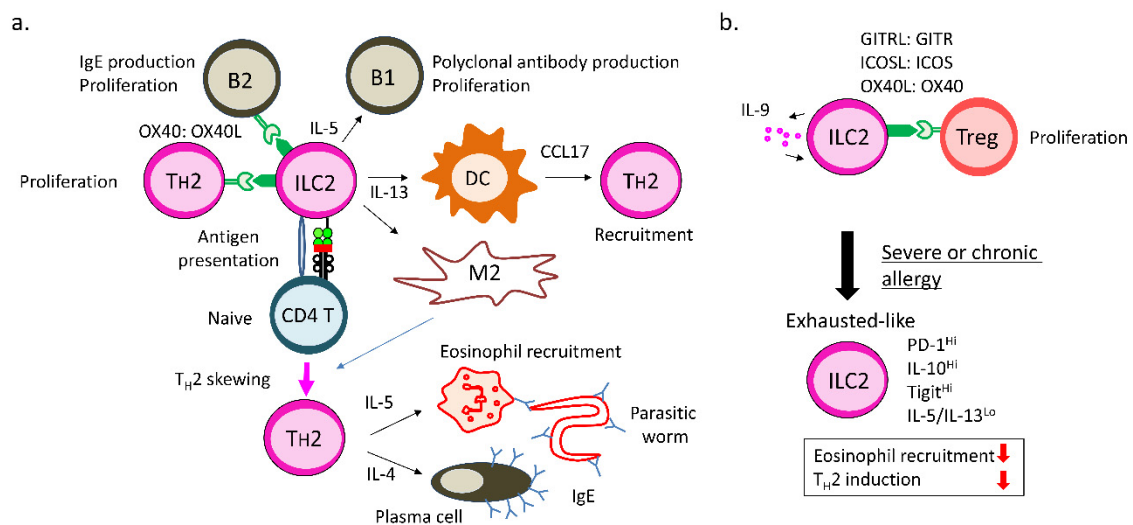 a.
IgE production
Proliferation
B2
B1
Polyclonal antibody production
Proliferation
OX40: OX40L
IL-5
Proliferation
TH2
ILC2
IL-13
DC
CCL17
TH2
Recruitment
Antigen
presentation
M2
Naive
CD4 T
TH2 skewing
Eosinophil recruitment
TH2
IL-5
Parasitic
worm
IL-4
Plasma cell
IgE
b.
GITRL: GITR
ICOSL: ICOS
OX40L: OX40
IL-9
ILC2
Treg
Proliferation
Severe or chronic
allergy
Exhausted-like
ILC2
PD-1Hi
IL-10Hi
TigitHi
IL-5/IL-13Lo
Eosinophil recruitment
TH2 induction